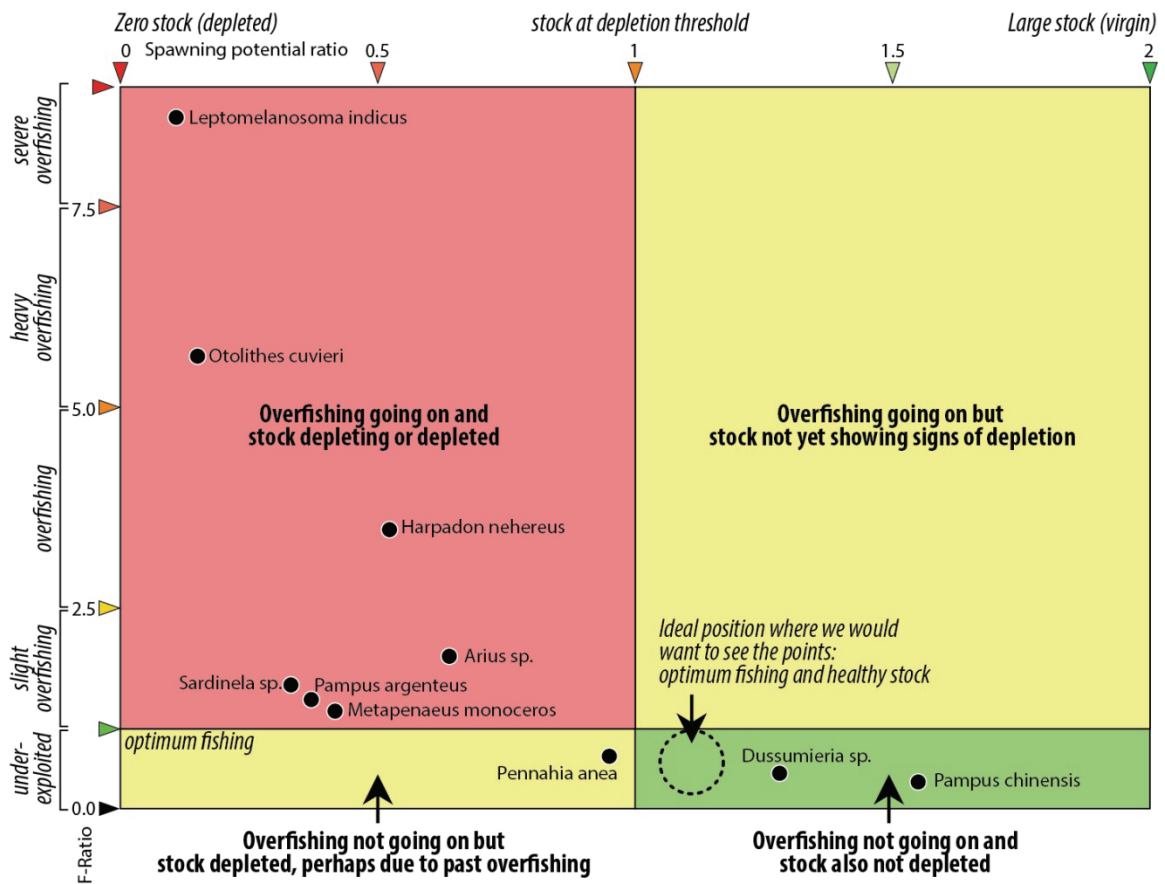 Zero stock (depleted)
stock at depletion threshold
Large stock (virgin)
0
Spawning potential ratio
0.5
1
1.5
2
severe
overfishing
Leptomelanosoma indicus
7.5
heavy
overfishing
Otolithes cuvieri
5.0
Overfishing going on and
stock depleting or depleted
Overfishing going on but
stock not yet showing signs of depletion
overfishing
Harpadon nehereus
2.5
slight
overfishing
Arius sp.
Sardinela sp.
Pampus argenteus
Metapenaeus monoceros
Ideal position where we would
want to see the points:
optimum fishing and healthy stock
optimum fishing
under-
exploited
Pennahia anea
Dussumieria sp.
Pampus chinensis
0.0
F-Ratio
Overfishing not going on but
stock depleted, perhaps due to past overfishing
Overfishing not going on and
stock also not depleted